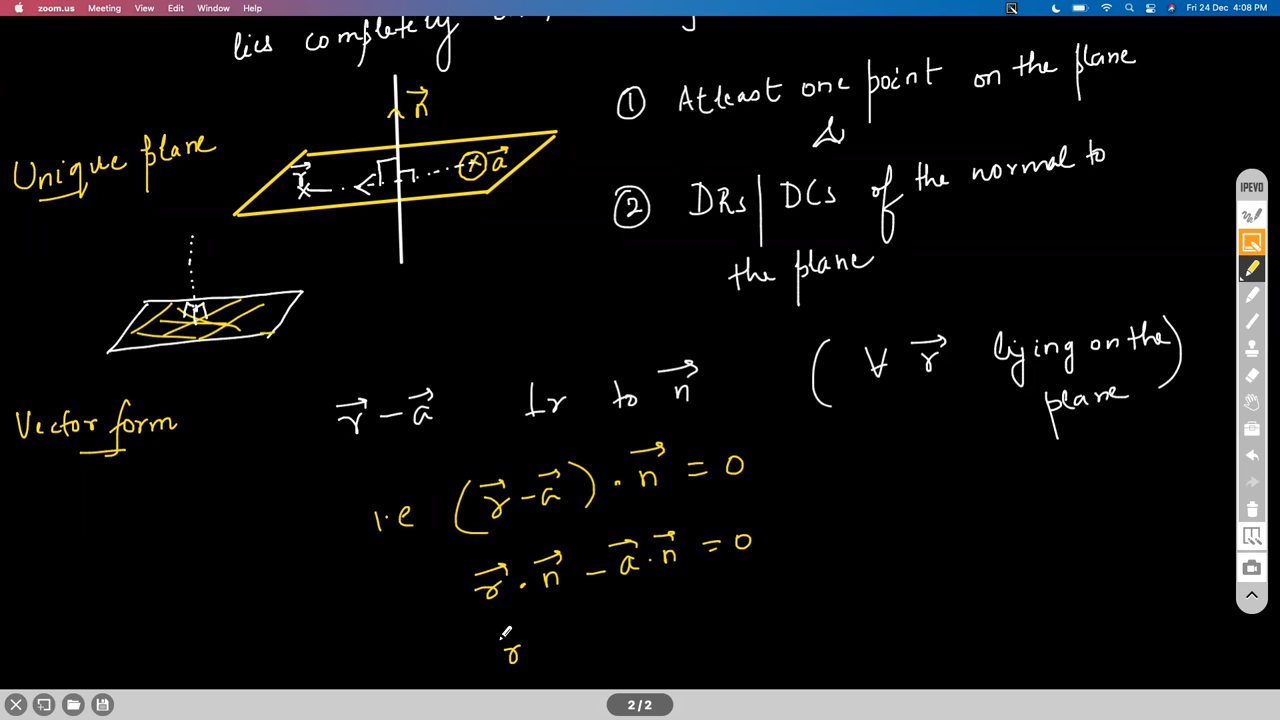 zoom.us Meeting View Edit Window Help Fri 24 Dec 4:08 PM
lies completely
① Atleast one point on the plane
&
② DRs | DCs of the normal to
the plane
Unique plane
n⃗
r⃗
a⃗
Vector form
r⃗ - a⃗ ⊥r to n⃗ ( ∀ r⃗ lying on the
plane )
i.e (r⃗ - a⃗) · n⃗ = 0
r⃗ · n⃗ - a⃗ · n⃗ = 0
r
IPEVO
2/2